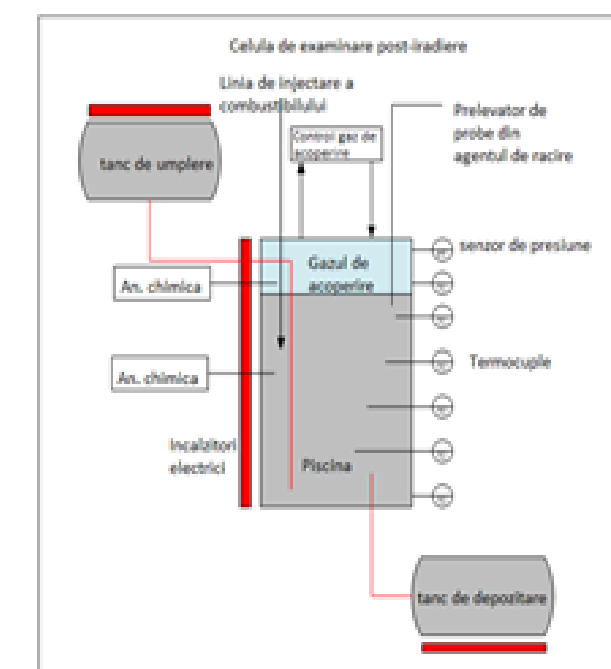 Celula de examinare post-iradiere
Linia de injectare a
combustibilului
Prelevator de
probe din
agentul de racire
Control gaz de
acoperire
tanc de umplere
senzor de presiune
Gazul de
acoperire
An. chimica
Termocuple
An. chimica
Incalzitori
electrici
Piscina
tanc de depozitare